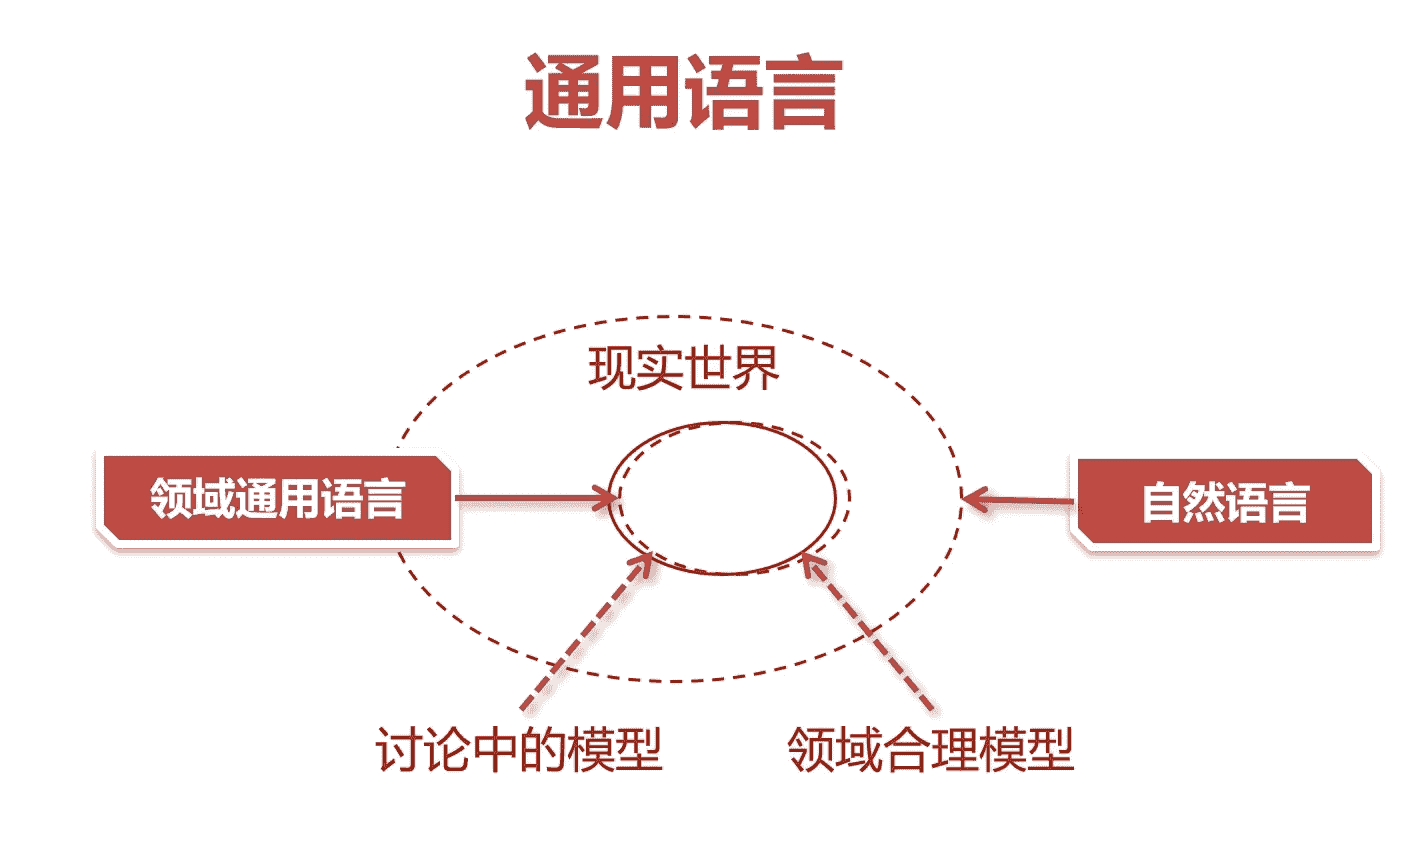 通用语言
现实世界
领域通用语言
自然语言
讨论中的模型
领域合理模型